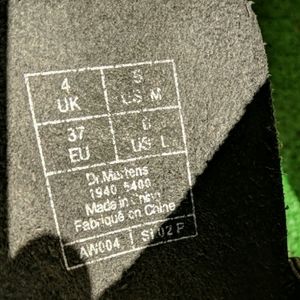 4 5
UK US M
37 6
EU US L
Dr Martens
1940 5400
Made in China
Fabriqué en Chine
AW004